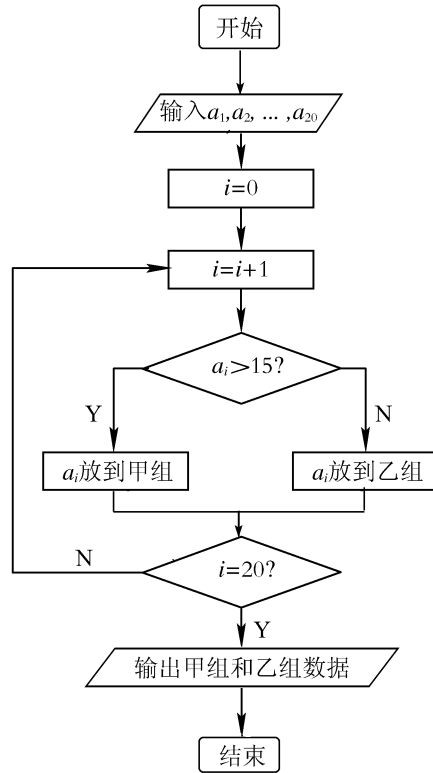 开始
输入a₁,a₂, … ,a₂₀
i=0
i=i+1
aᵢ>15?
Y
N
aᵢ放到甲组
aᵢ放到乙组
N
i=20?
Y
输出甲组和乙组数据
结束